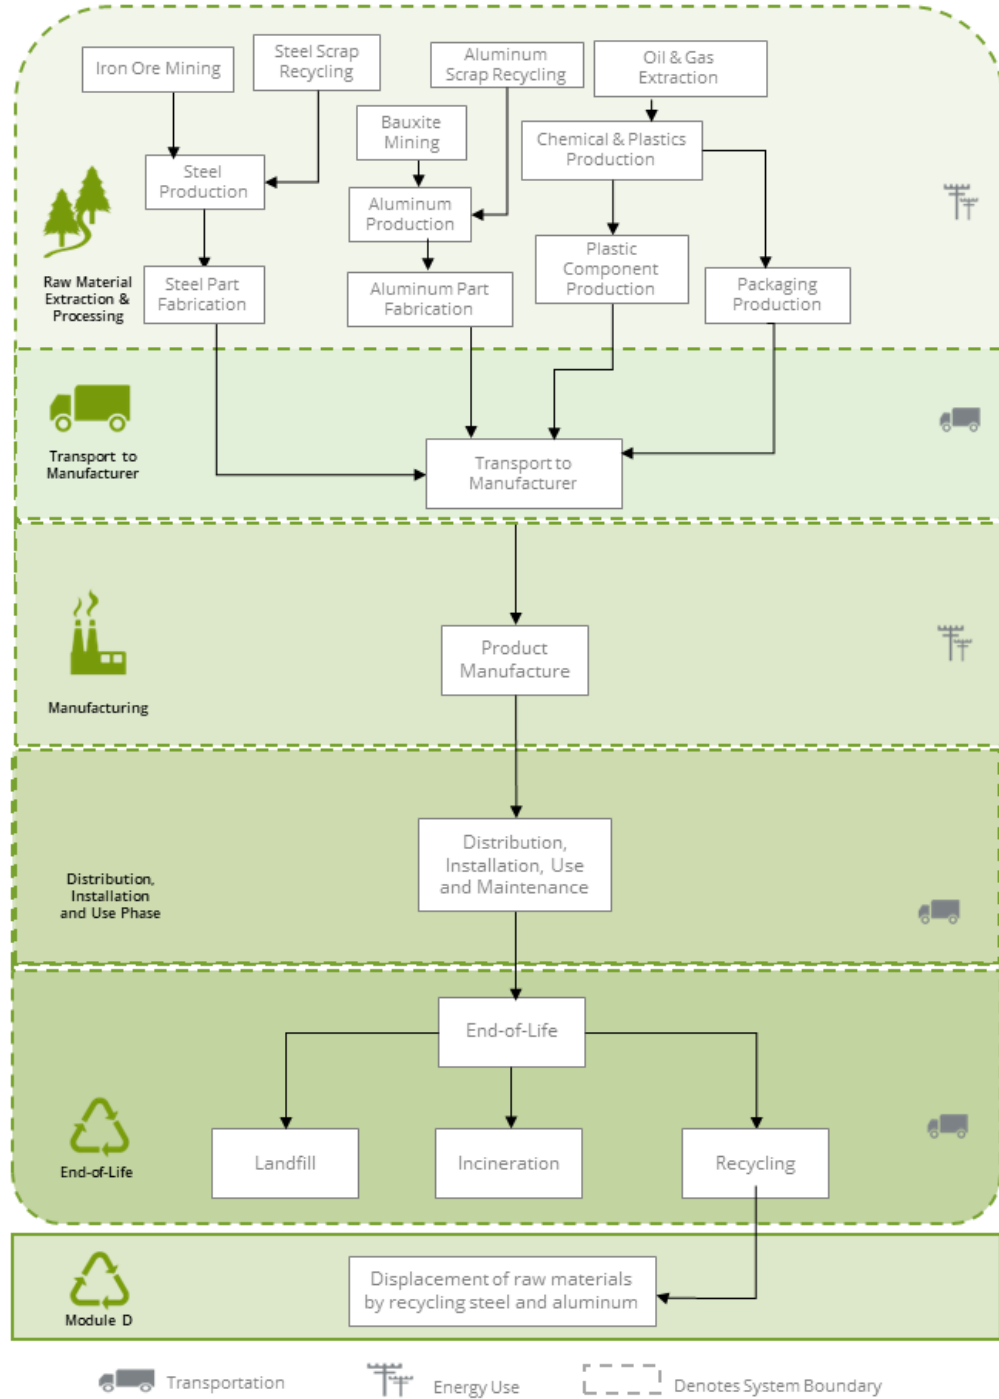 Iron Ore Mining
Steel Scrap
Recycling
Aluminum
Scrap Recycling
Oil & Gas
Extraction
Bauxite
Mining
Chemical & Plastics
Production
Steel
Production
Aluminum
Production
Plastic
Component
Production
Raw Material
Extraction &
Processing
Steel Part
Fabrication
Aluminum Part
Fabrication
Packaging
Production
Transport to
Manufacturer
Transport to
Manufacturer
Product
Manufacture
Manufacturing
Distribution,
Installation, Use
and Maintenance
Distribution,
Installation
and Use Phase
End-of-Life
Landfill
Incineration
Recycling
End-of-Life
Displacement of raw materials
by recycling steel and aluminum
Module D
Transportation
Energy Use
Denotes System Boundary